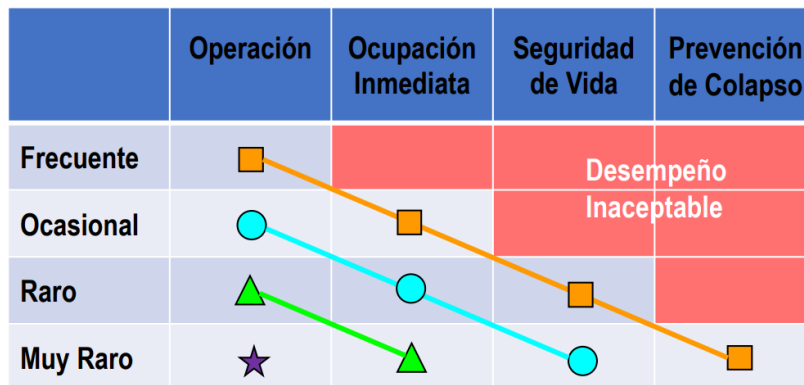 Operación
Ocupación
Inmediata
Seguridad
de Vida
Prevención
de Colapso
Frecuente
Desempeño
Inaceptable
Ocasional
Raro
Muy Raro